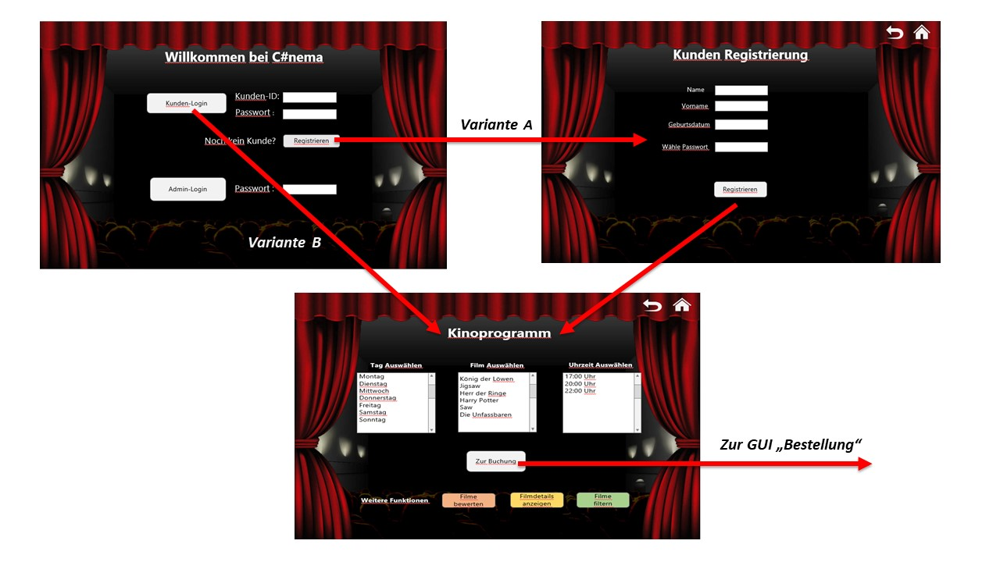 Willkommen bei C#nema
Kunden-Login
Kunden-ID:
Passwort :
Noch kein Kunde?
Registrieren
Admin-Login
Passwort :
Variante B
Variante A
Kunden Registrierung
Name
Vorname
Geburtsdatum
Wähle Passwort
Registrieren
Kinoprogramm
Tag Auswählen
Montag
Dienstag
Mittwoch
Donnerstag
Freitag
Samstag
Sonntag
Film Auswählen
König der Löwen
Jigsaw
Herr der Ringe
Harry Potter
Saw
Die Unfassbaren
Uhrzeit Auswählen
17:00 Uhr
20:00 Uhr
22:00 Uhr
Zur Buchung
Zur GUI „Bestellung“
Weitere Funktionen
Filme
bewerten
Filmdetails
anzeigen
Filme
filtern